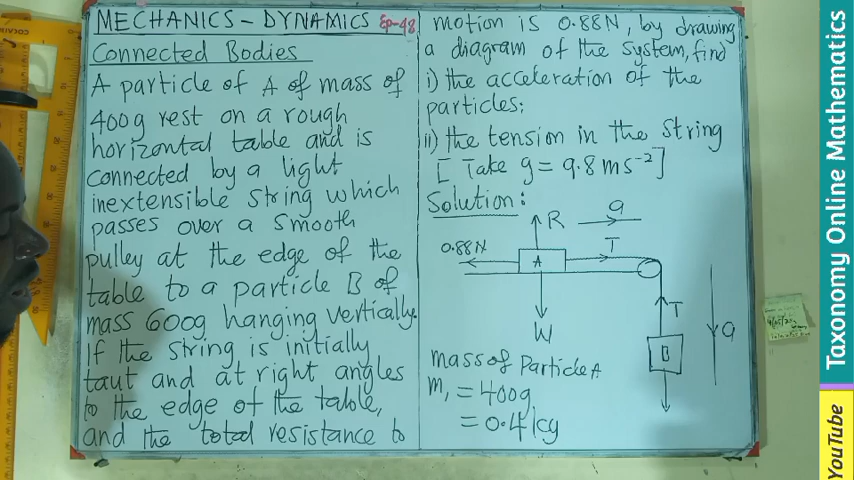 MECHANICS - DYNAMICS Ep-48
Connected Bodies
A particle of A of mass of
400g rest on a rough
horizontal table and is
connected by a light
inextensible string which
passes over a smooth
pulley at the edge of the
table to a particle B of
mass 600g hanging vertically.
If the string is initially
taut and at right angles
to the edge of the table,
and the total resistance to
motion is 0.88N, by drawing
a diagram of the system, find
i) the acceleration of the
particles;
ii) the tension in the string
[Take g = 9.8 ms⁻²]
Solution:
R
a
0.88N
A
T
T
a
W
B
mass of Particle A
m₁ = 400g
= 0.4kg
Taxonomy Online Mathematics
YouTube